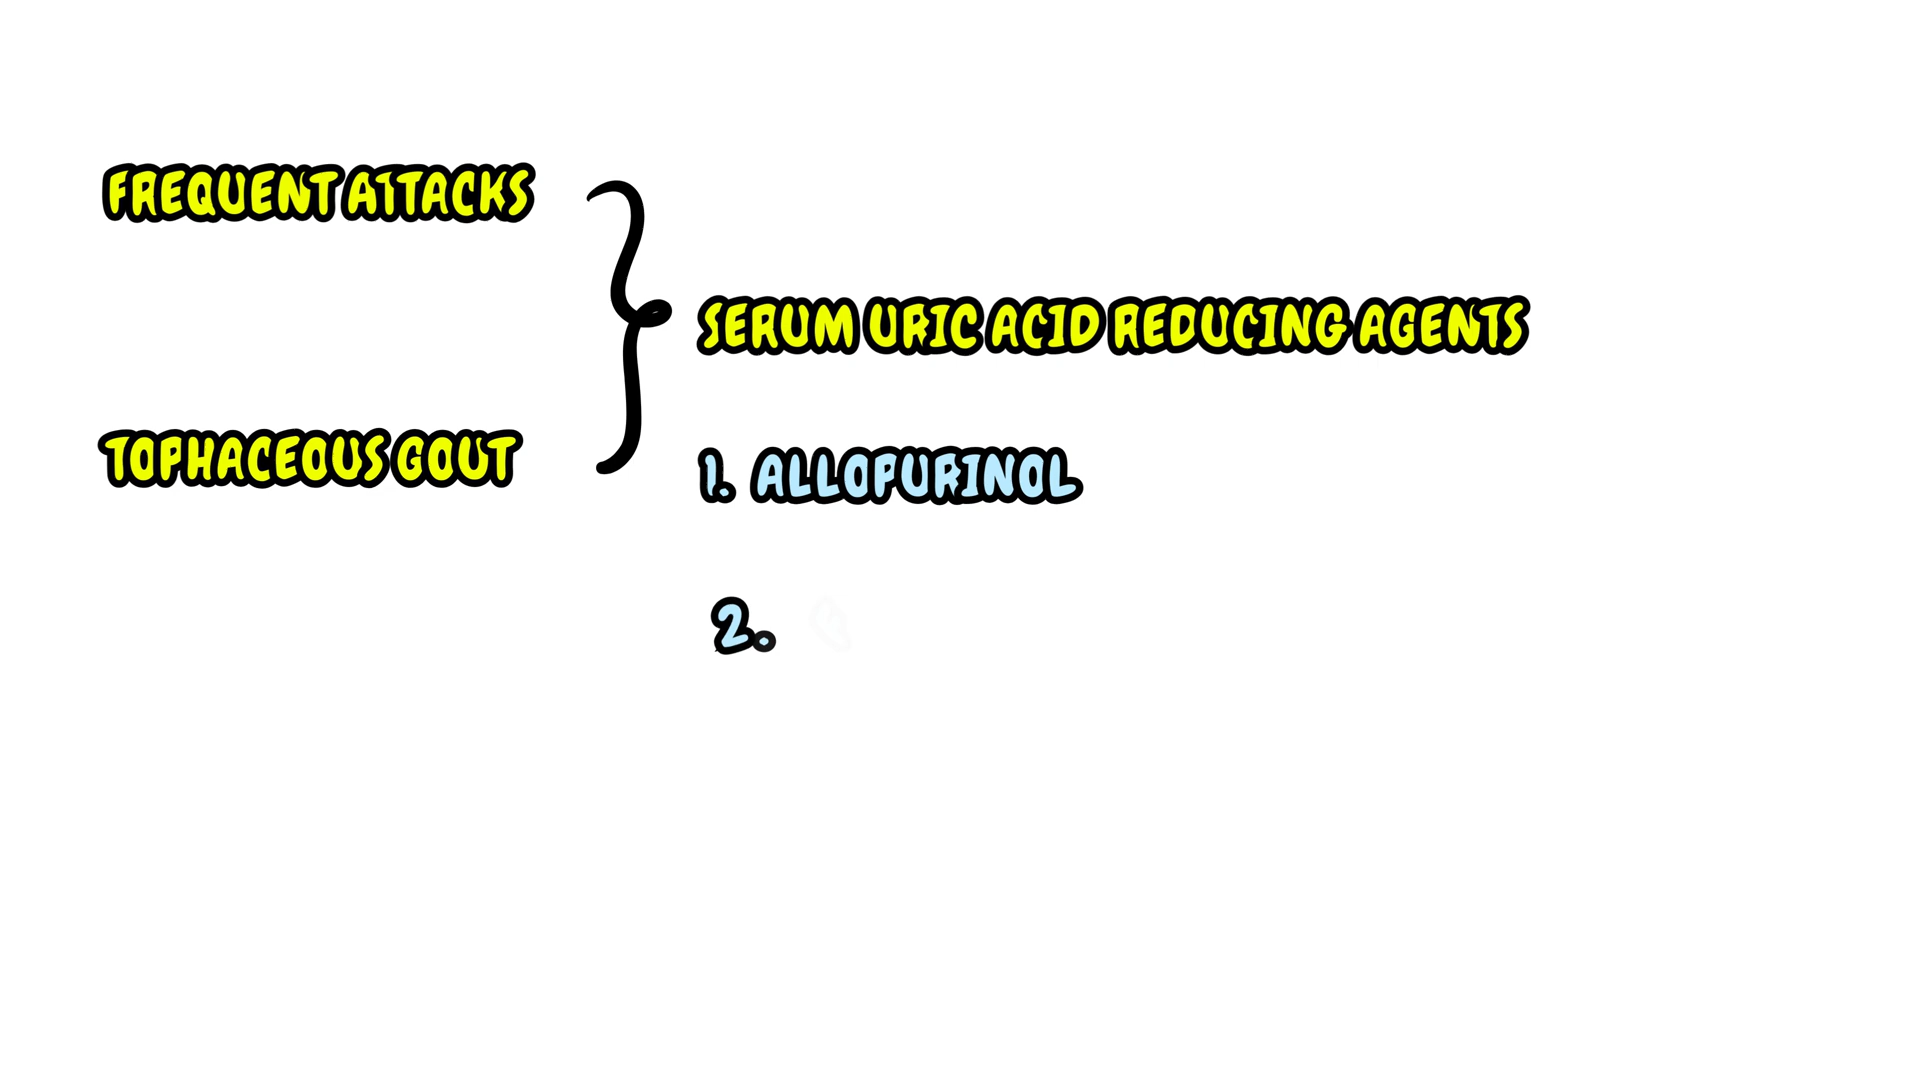 FREQUENT ATTACKS
SERUM URIC ACID REDUCING AGENTS
TOPHACEOUS GOUT
1. ALLOPURINOL
2.